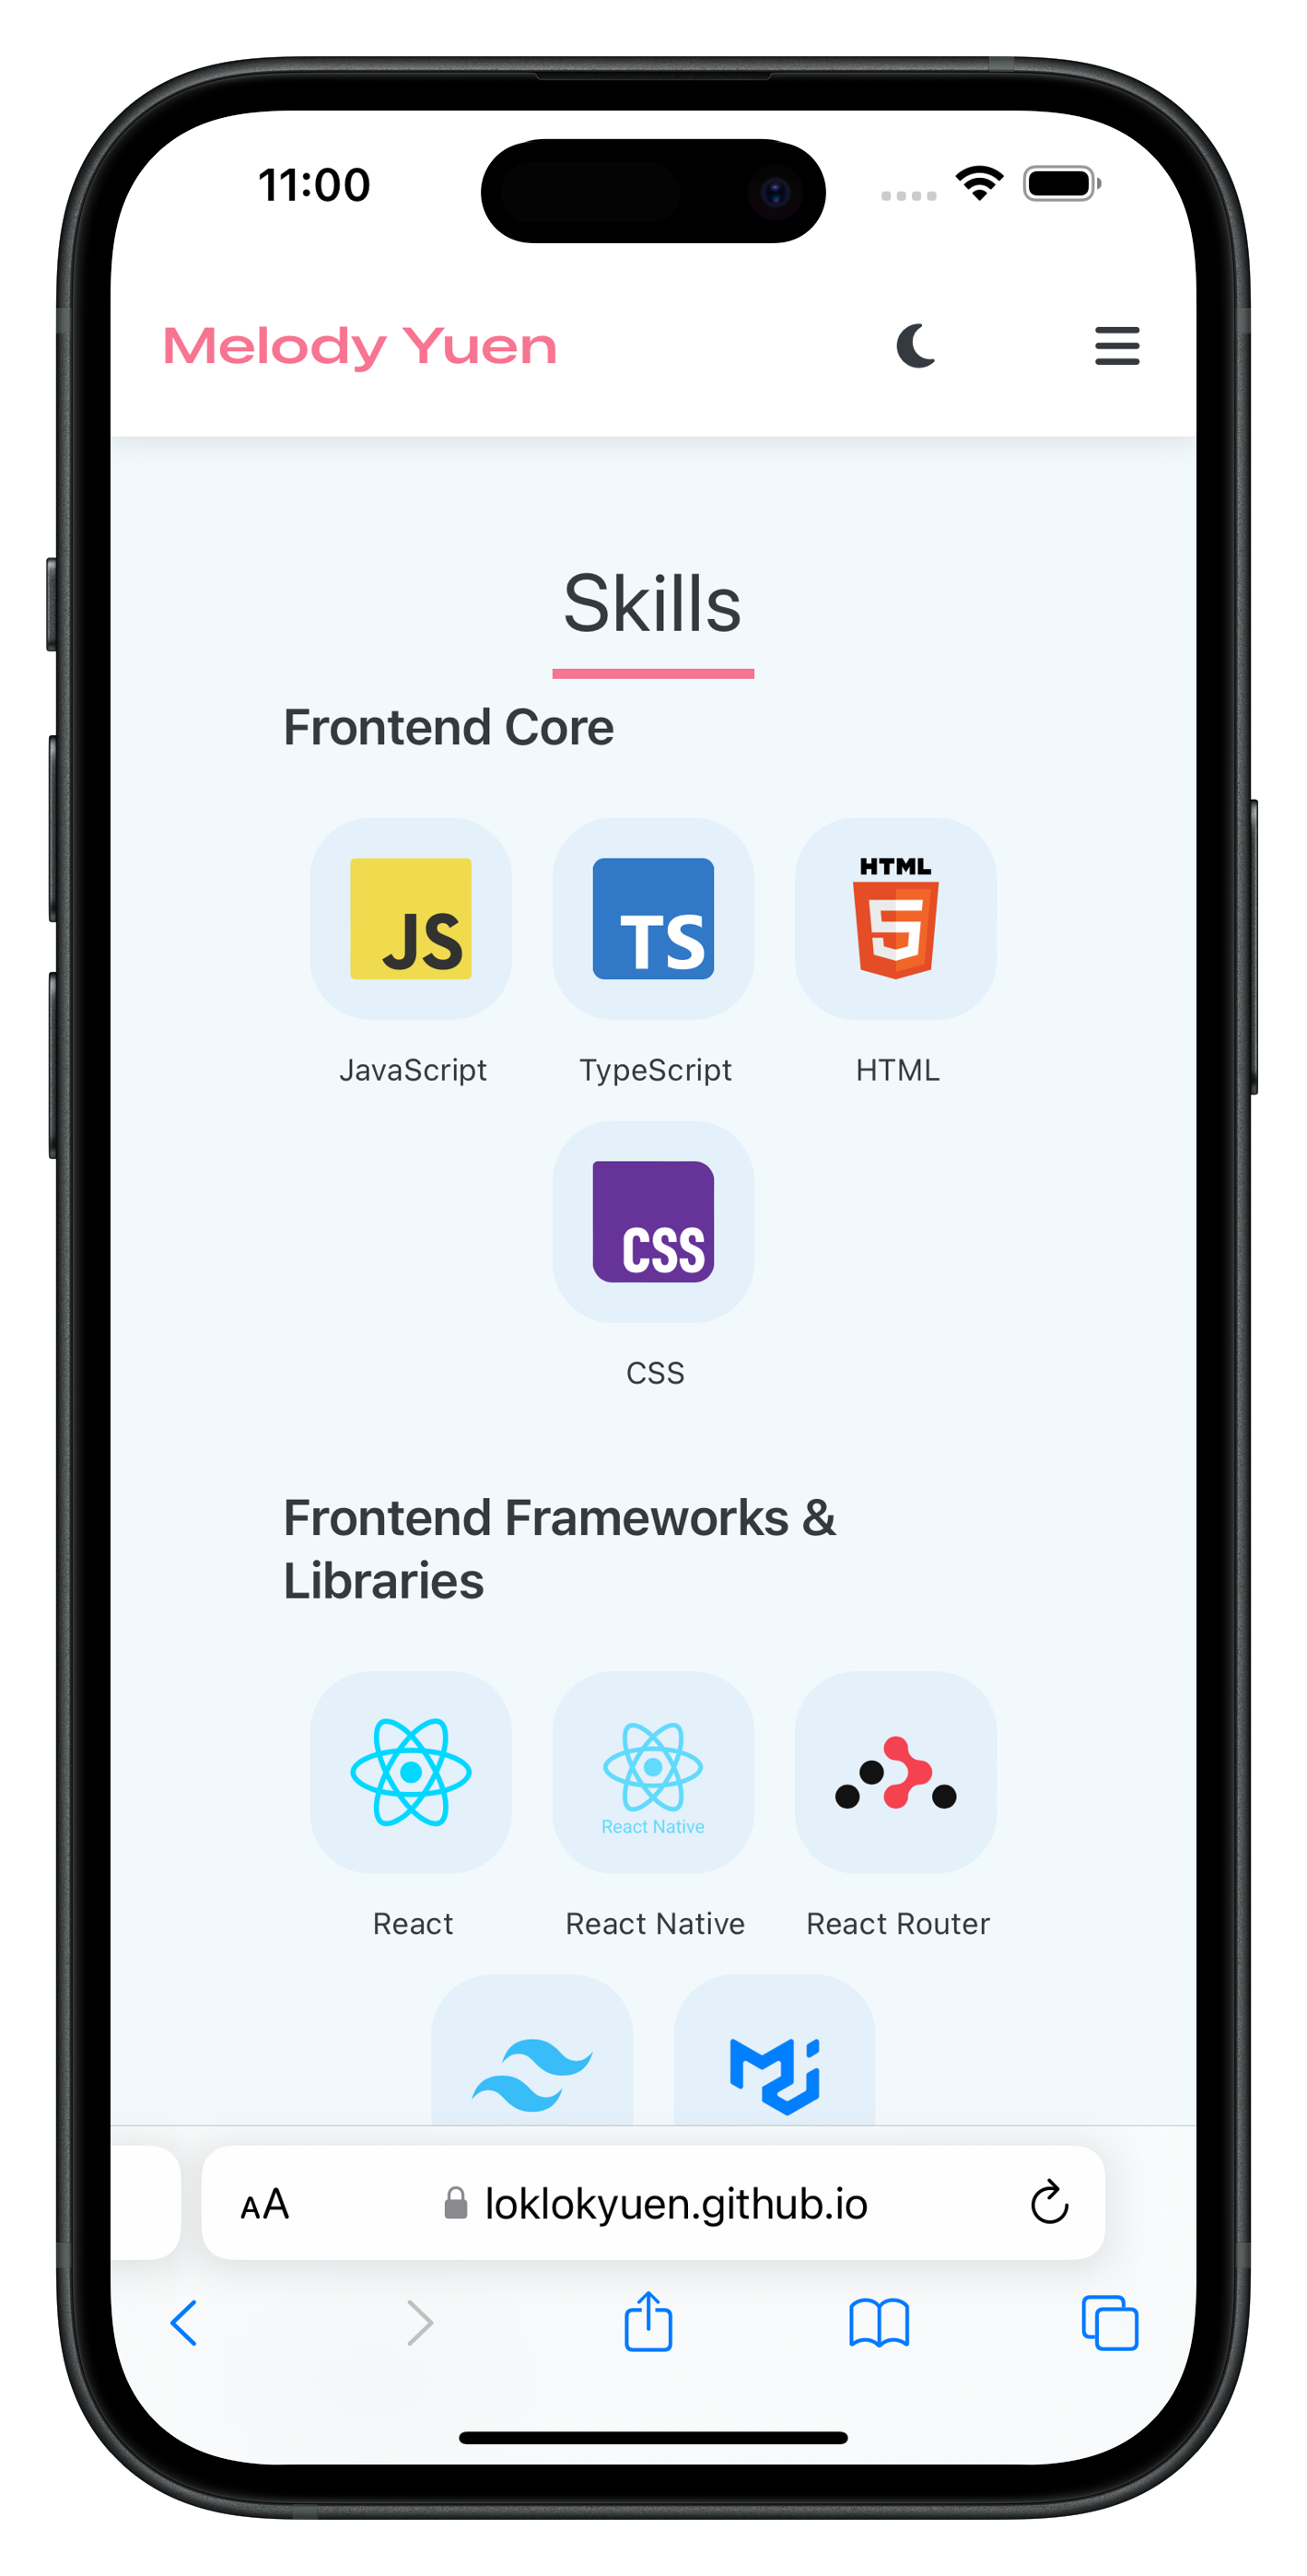 11:00
Melody Yuen
Skills
Frontend Core
JS
TS
HTML
5
JavaScript
TypeScript
HTML
CSS
CSS
Frontend Frameworks &
Libraries
React Native
React
React Native
React Router
AA
loklokyuen.github.io